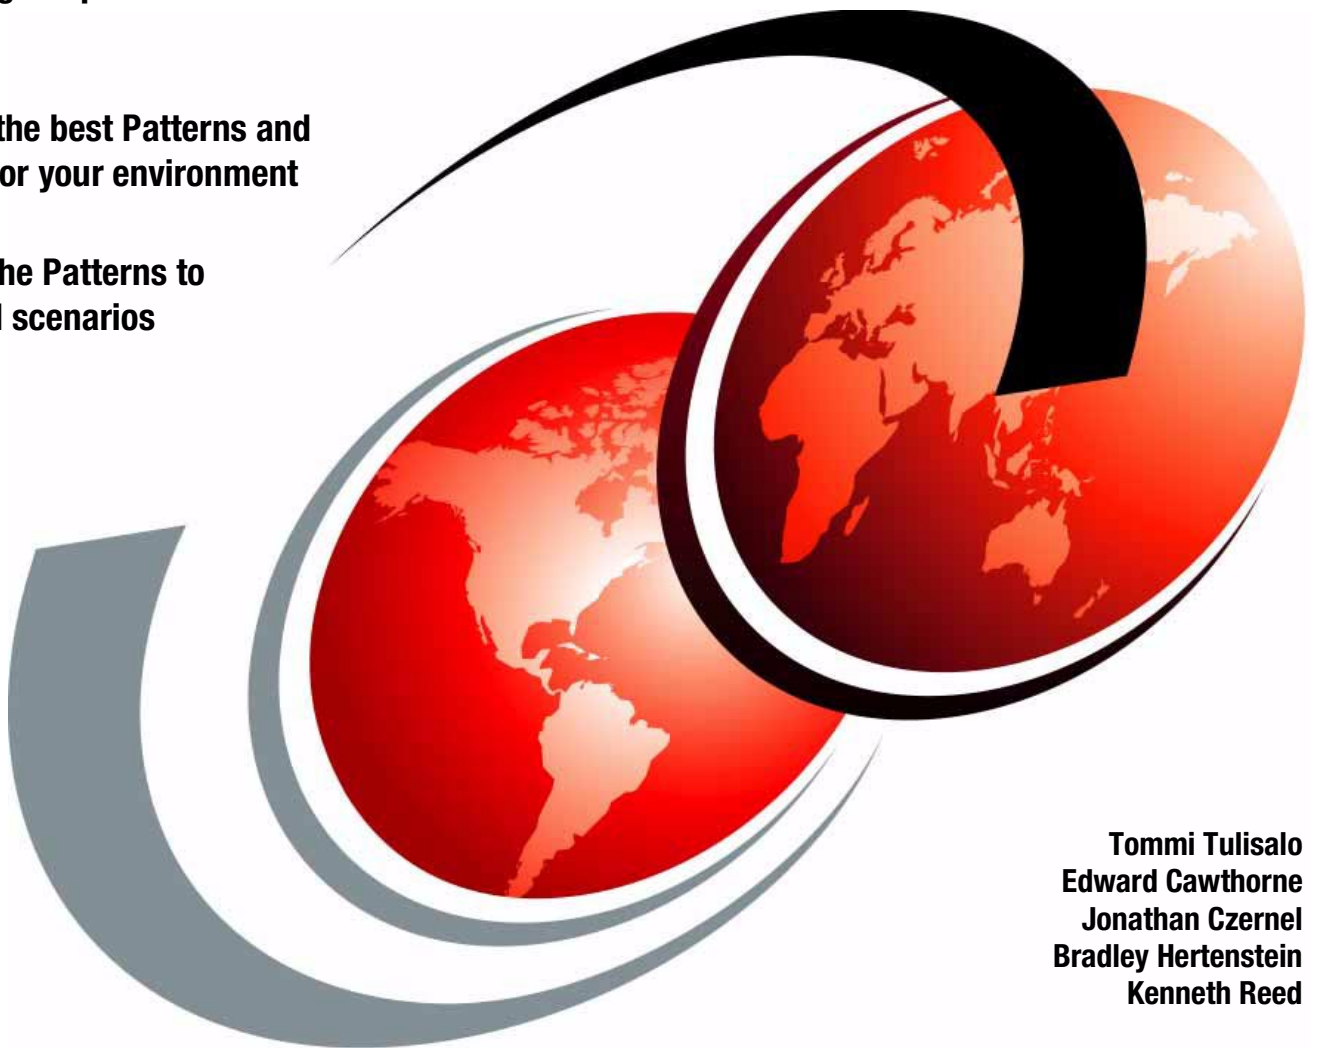 the best Patterns and
or your environment
he Patterns to
scenarios
Tommi Tulisalo
Edward Cawthorne
Jonathan Czernel
Bradley Hertenstein
Kenneth Reed